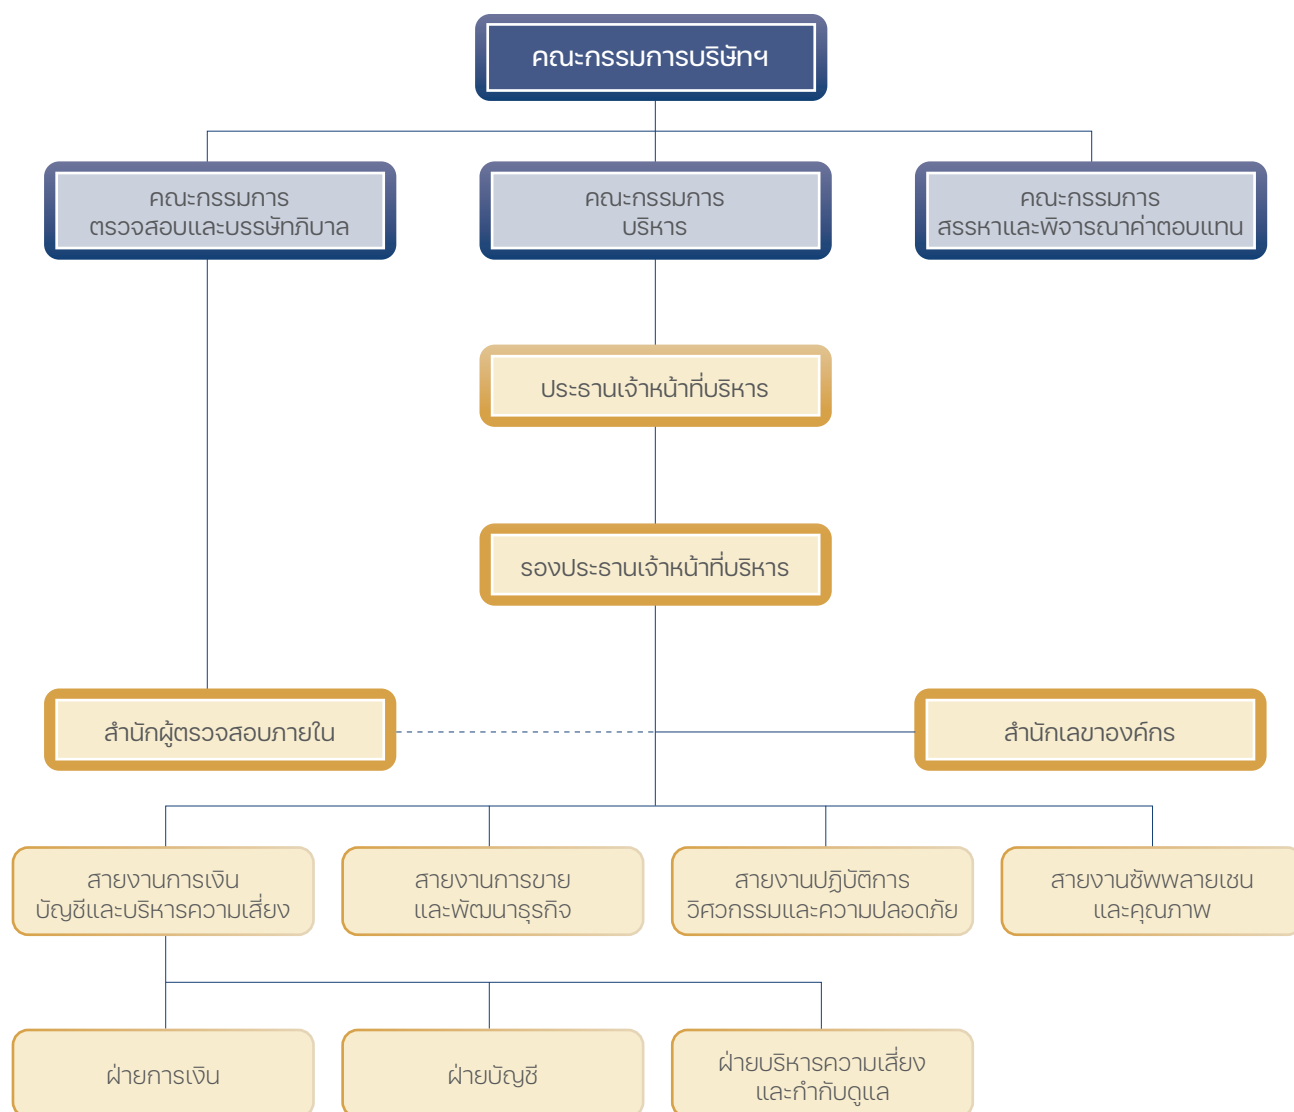 คณะกรรมการบริษัทฯ
คณะกรรมการ
ตรวจสอบและบรรษัทภิบาล
คณะกรรมการ
บริหาร
คณะกรรมการ
สรรหาและพิจารณาค่าตอบแทน
ประธานเจ้าหน้าที่บริหาร
รองประธานเจ้าหน้าที่บริหาร
สำนักผู้ตรวจสอบภายใน
สำนักเลขาองค์กร
สายงานการเงิน
บัญชีและบริหารความเสี่ยง
สายงานการขาย
และพัฒนาธุรกิจ
สายงานปฏิบัติการ
วิศวกรรมและความปลอดภัย
สายงานซัพพลายเชน
และคุณภาพ
ฝ่ายการเงิน
ฝ่ายบัญชี
ฝ่ายบริหารความเสี่ยง
และกำกับดูแล